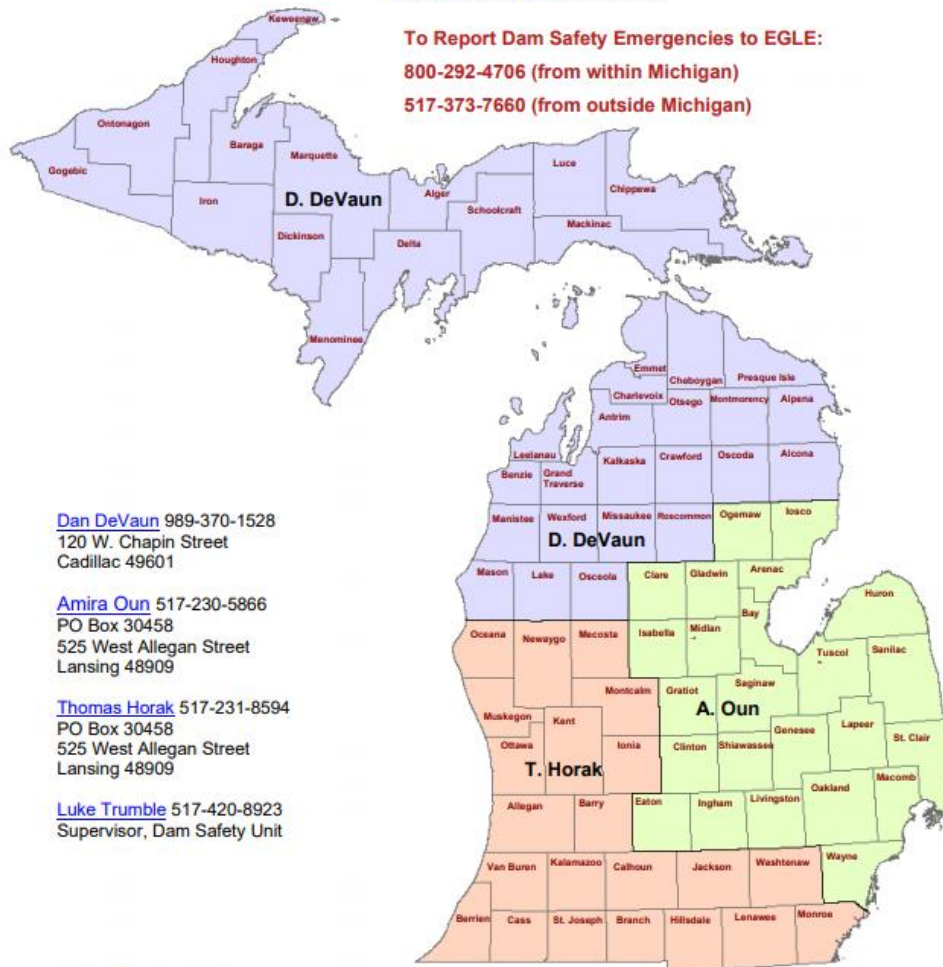 To Report Dam Safety Emergencies to EGLE:
800-292-4706 (from within Michigan)
517-373-7660 (from outside Michigan)
Keweenaw
Houghton
Ontonagon
Baraga
Marquette
Gogebic
Iron
D. DeVaun
Alger
Luce
Chippewa
Schoolcraft
Mackinac
Dickinson
Delta
Menominee
Emmet
Cheboygan
Presque Isle
Charlevoix
Otsego
Montmorency
Alpena
Antrim
Leelanau
Benzie
Grand
Traverse
Kalkaska
Crawford
Oscoda
Alcona
Manistee
Wexford
Missaukee
Roscommon
Ogemaw
Iosco
D. DeVaun
Mason
Lake
Osceola
Clare
Gladwin
Arenac
Huron
Oceana
Newaygo
Mecosta
Isabella
Midlan
Bay
Tuscol
Sanilac
Montcalm
Gratiot
Saginaw
A. Oun
Muskegon
Kent
Genesee
Lapeer
St. Clair
Ottawa
Ionia
Clinton
Shiawassee
T. Horak
Macomb
Oakland
Allegan
Barry
Eaton
Ingham
Livingston
Wayne
Van Buren
Kalamazoo
Calhoun
Jackson
Washtenaw
Berrien
Cass
St. Joseph
Branch
Hillsdale
Lenawee
Monroe
Dan DeVaun 989-370-1528
120 W. Chapin Street
Cadillac 49601
Amira Oun 517-230-5866
PO Box 30458
525 West Allegan Street
Lansing 48909
Thomas Horak 517-231-8594
PO Box 30458
525 West Allegan Street
Lansing 48909
Luke Trumble 517-420-8923
Supervisor, Dam Safety Unit